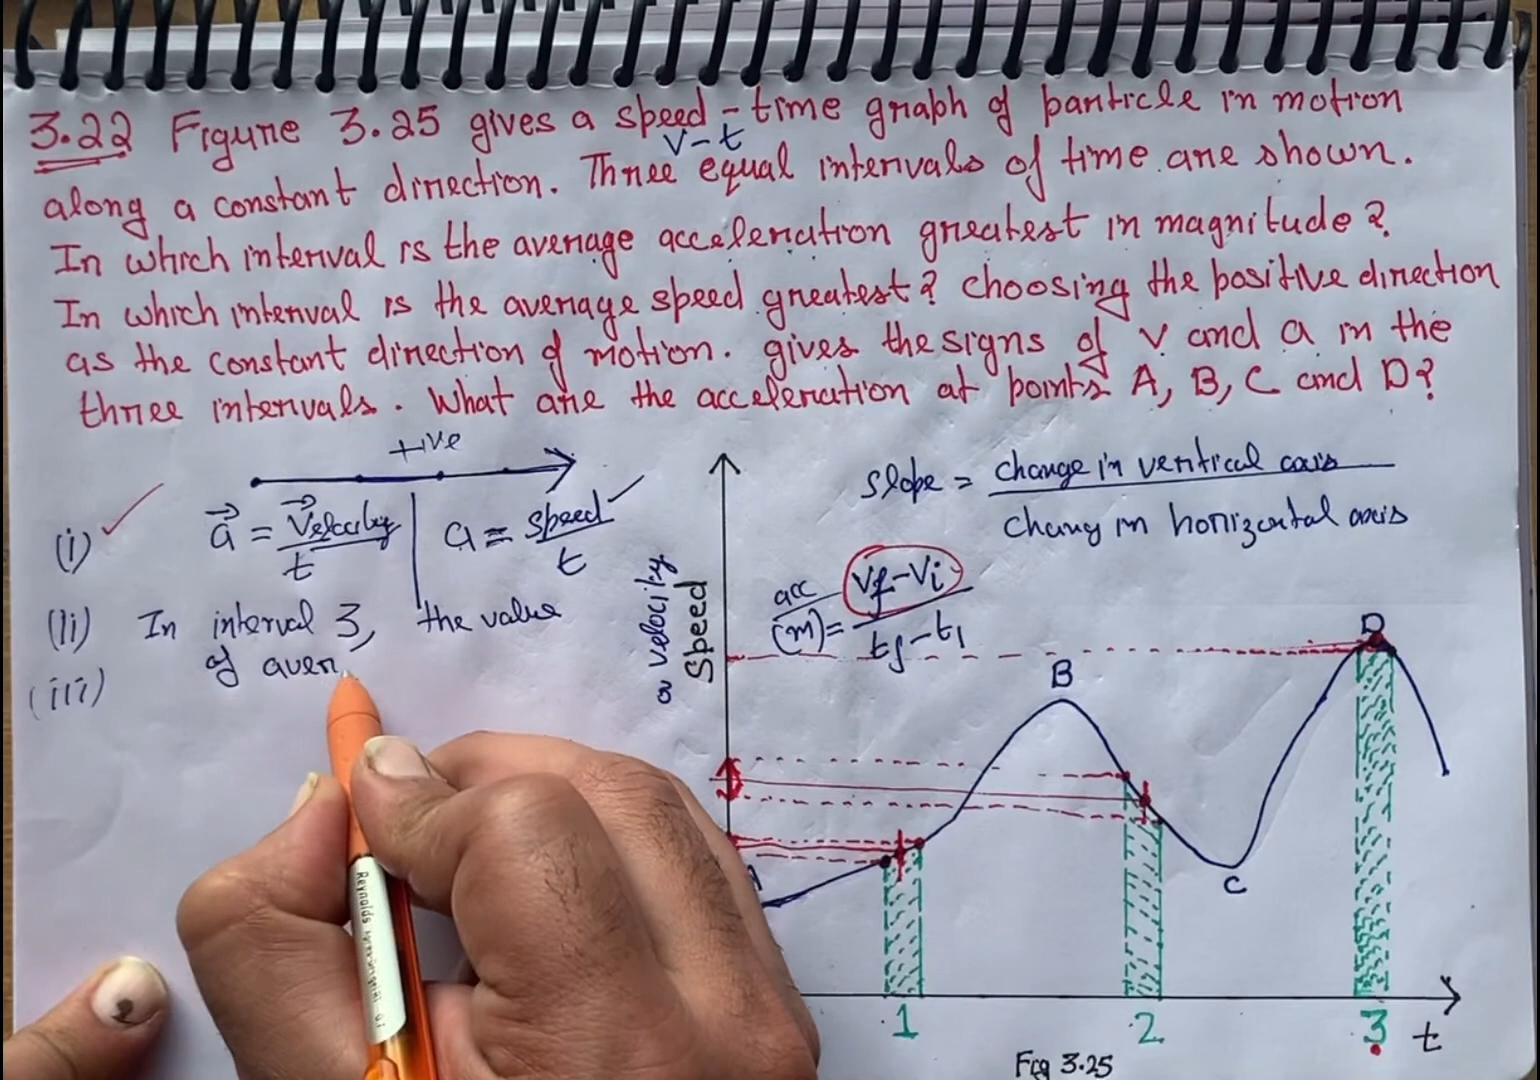 3.22 Figure 3.25 gives a speed-time graph of particle in motion
v-t
along a constant direction. Three equal intervals of time are shown.
In which interval is the average acceleration greatest in magnitude?
In which interval is the average speed greatest? choosing the positive direction
as the constant direction of motion. gives the signs of v and a in the
three intervals. What are the acceleration at points A, B, C and D?
+ive
(i) a = Velocity / t
a = speed / t
(ii) In interval 3, the value
of aver
(iii)
slope = change in vertical axis
chang in horizontal axis
acc (m) = Vf-Vi
tf-t1
or velocity
Speed
A
B
C
D
1 2 3 t
Fig 3.25
Reynolds